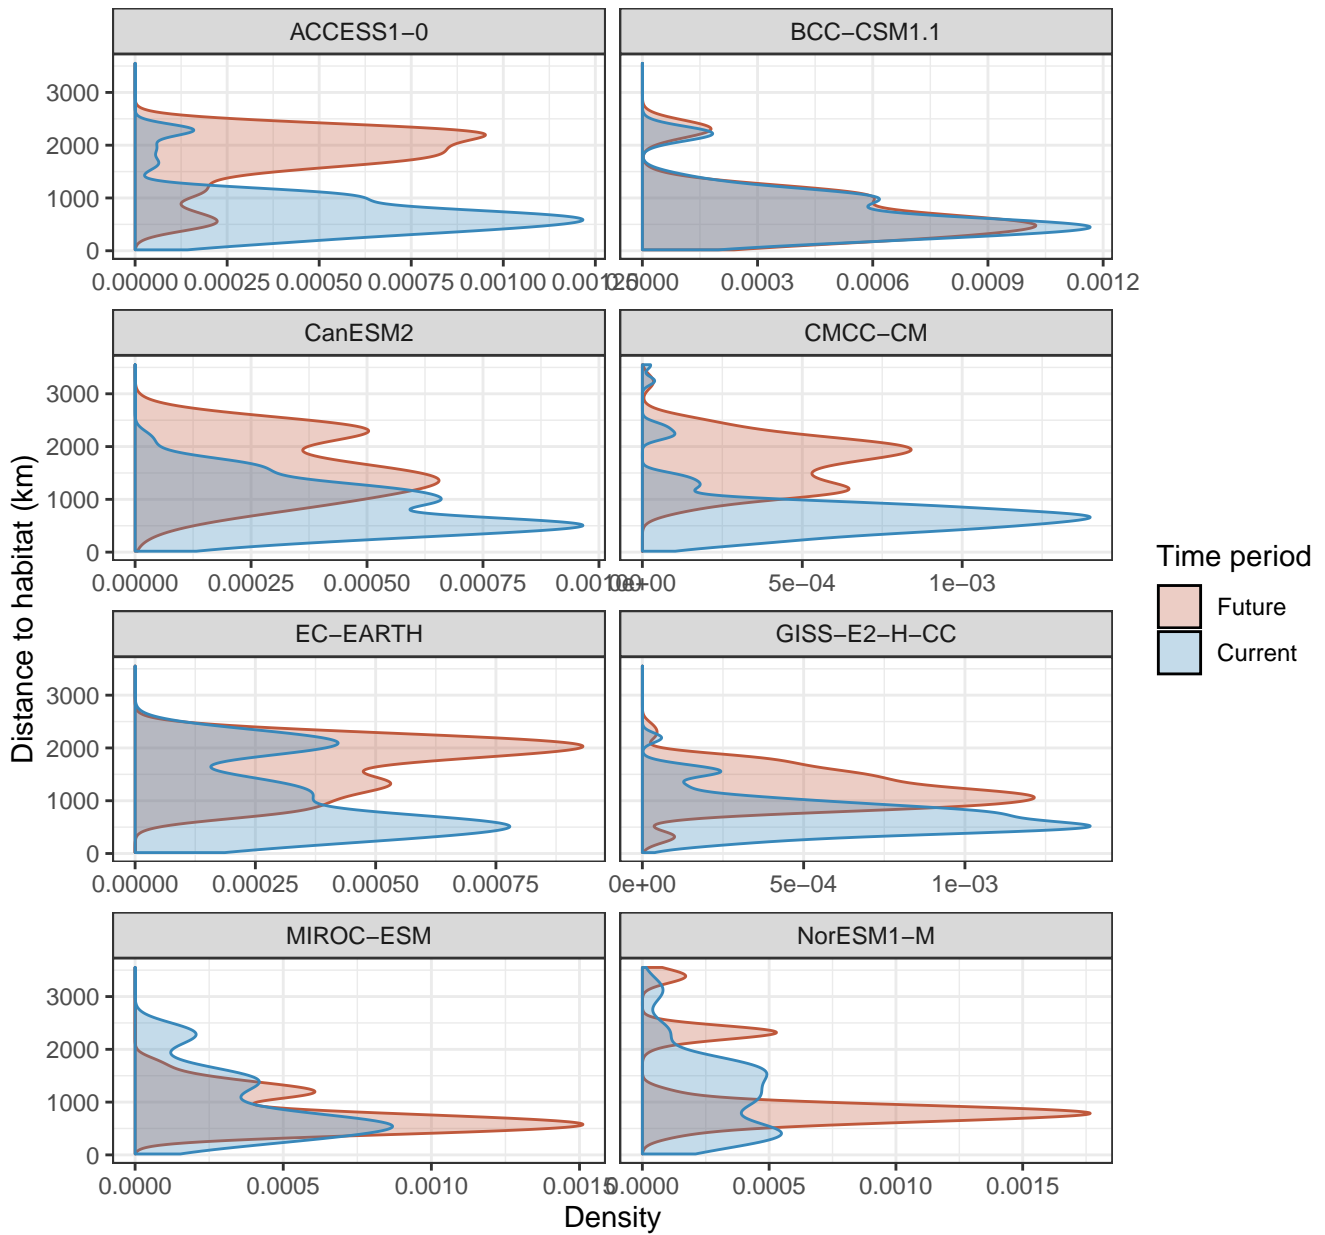 ACCESS1−0
BCC−CSM1.1
3000
2000
1000
0
0.00000 0.00025 0.00050 0.00075 0.00100 0.00125
0.0000 0.0003 0.0006 0.0009 0.0012
CanESM2
CMCC−CM
3000
2000
1000
0
0.00000 0.00025 0.00050 0.00075 0.00100
0e+00 5e−04 1e−03
EC−EARTH
GISS−E2−H−CC
3000
2000
1000
0
0.00000 0.00025 0.00050 0.00075
0e+00 5e−04 1e−03
MIROC−ESM
NorESM1−M
3000
2000
1000
0
0.0000 0.0005 0.0010 0.0015
0.0000 0.0005 0.0010 0.0015
Density
Distance to habitat (km)
Time period
Future
Current